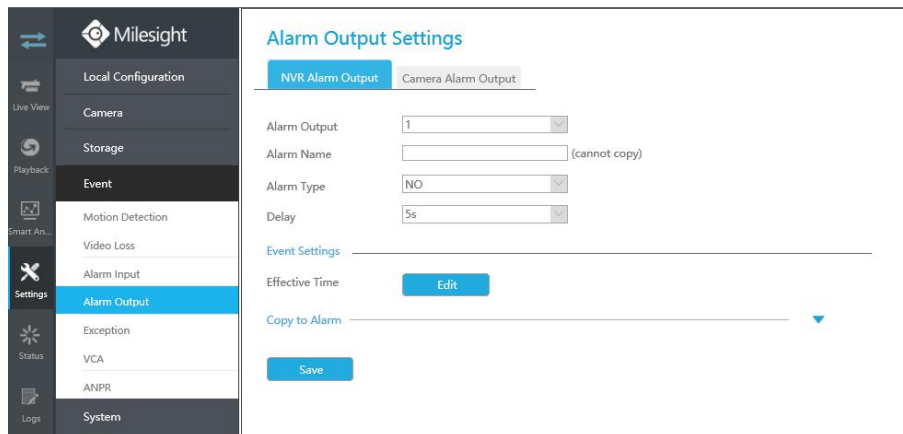 Live View
Playback
Smart An...
Settings
Status
Logs
Milesight
Local Configuration
Camera
Storage
Event
Motion Detection
Video Loss
Alarm Input
Alarm Output
Exception
VCA
ANPR
System
Alarm Output Settings
NVR Alarm Output
Camera Alarm Output
Alarm Output 1
Alarm Name (cannot copy)
Alarm Type NO
Delay 5s
Event Settings
Effective Time Edit
Copy to Alarm
Save